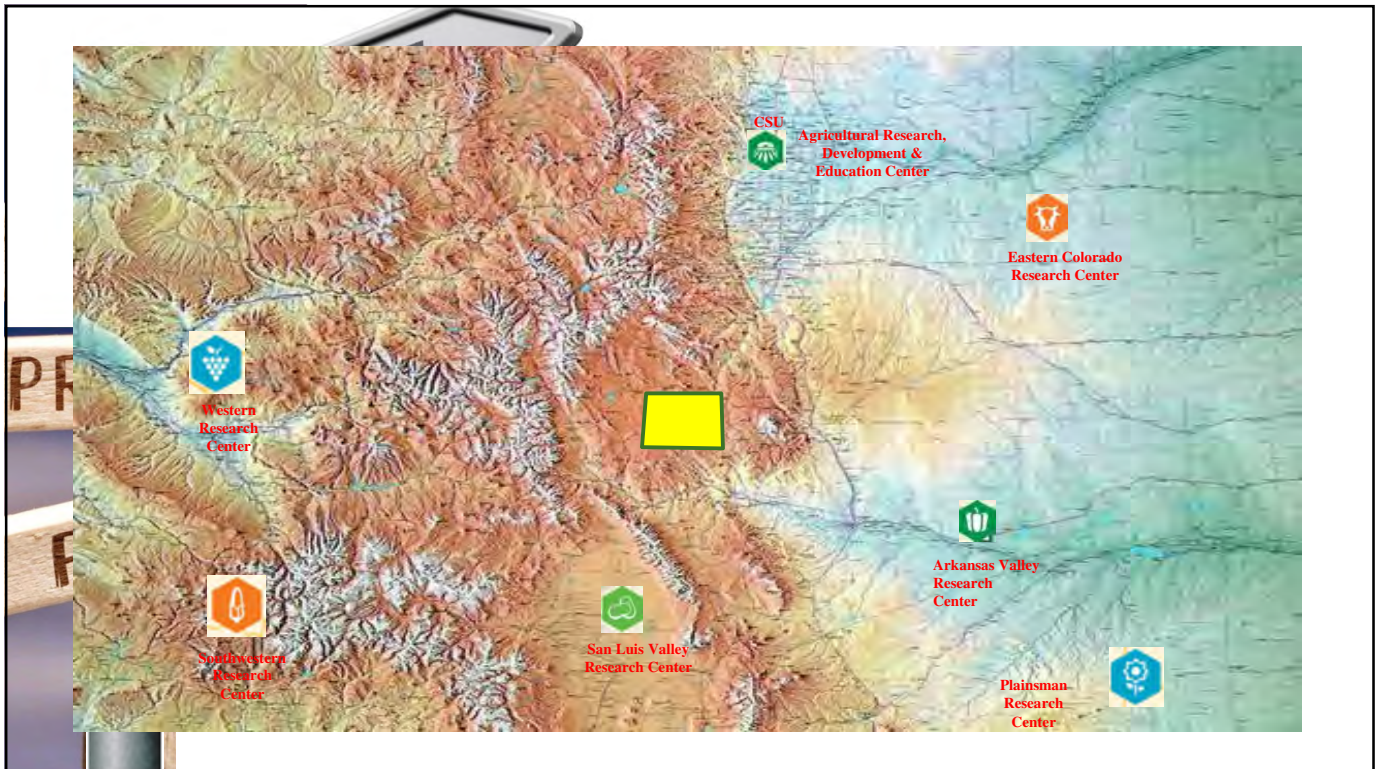 CSU
Agricultural Research,
Development &
Education Center
Eastern Colorado
Research Center
PR
Western
Research
Center
Arkansas Valley
Research
Center
Southwestern
Research
Center
San Luis Valley
Research Center
Plainsman
Research
Center